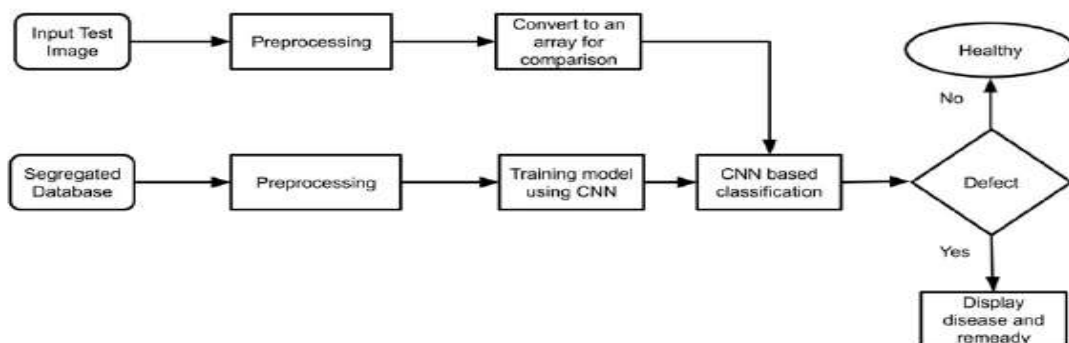 Input Test
Image
Preprocessing
Convert to an
array for
comparison
Healthy
No
Segregated
Database
Preprocessing
Training model
using CNN
CNN based
classification
Defect
Yes
Display
disease and
remeady